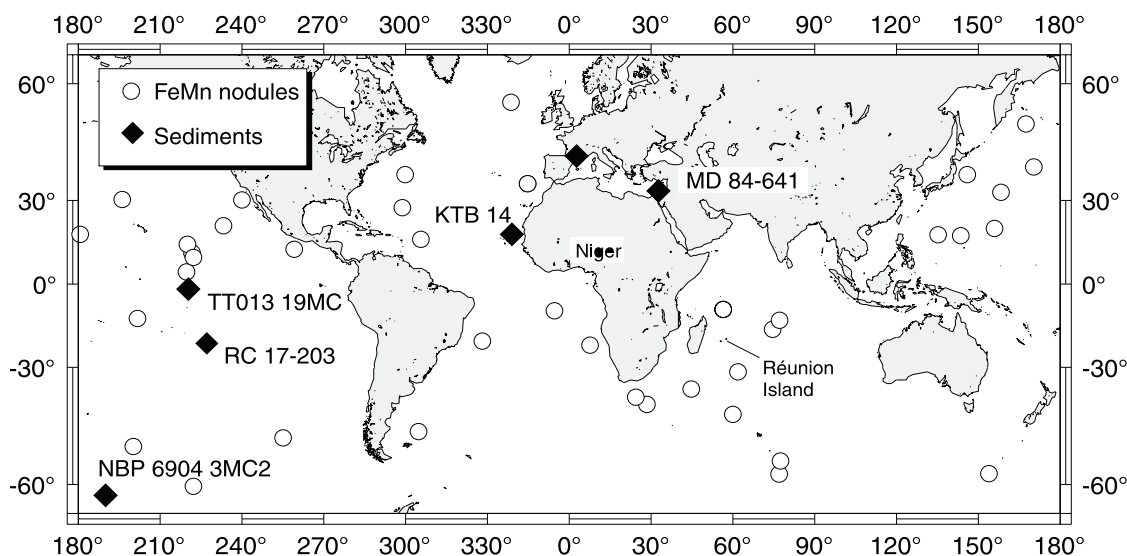 180° 210° 240° 270° 300° 330° 0° 30° 60° 90° 120° 150° 180°
60° 60°
FeMn nodules
Sediments
MD 84-641
30° 30°
KTB 14
Niger
0° 0°
TT013 19MC
RC 17-203
-30° -30°
Réunion
Island
NBP 6904 3MC2
-60° -60°
180° 210° 240° 270° 300° 330° 0° 30° 60° 90° 120° 150° 180°